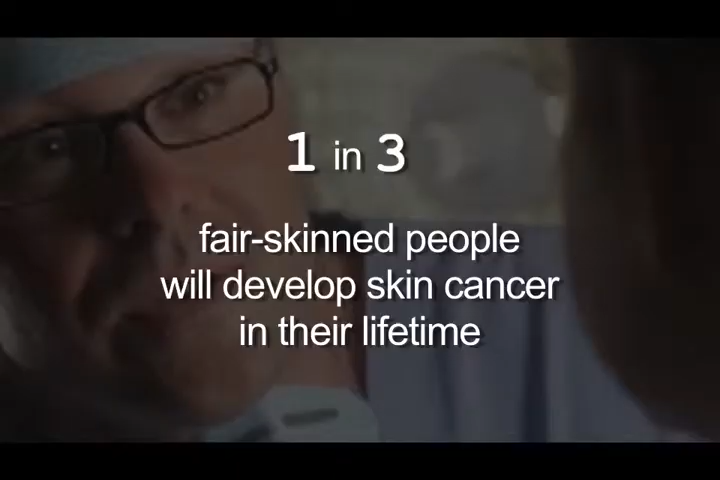 1 in 3
fair-skinned people
will develop skin cancer
in their lifetime